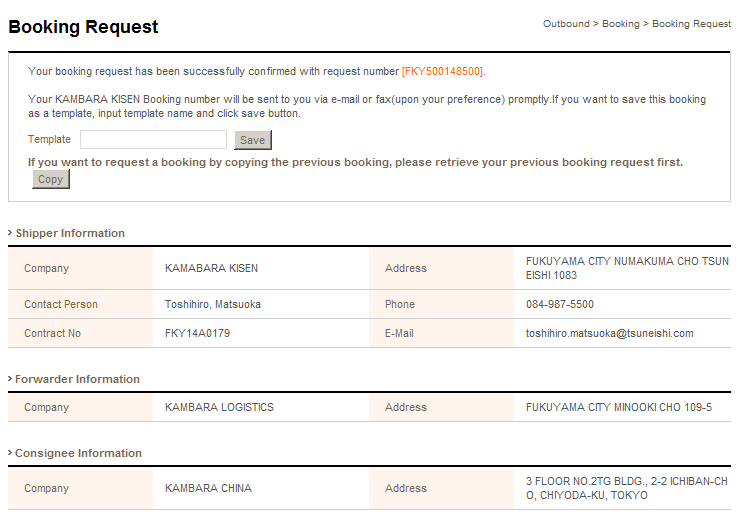 Booking Request
Outbound > Booking > Booking Request
Your booking request has been successfully confirmed with request number [FKY500148500].
Your KAMBARA KISEN Booking number will be sent to you via e-mail or fax(upon your preference) promptly.If you want to save this booking
as a template, input template name and click save button.
Template Save
If you want to request a booking by copying the previous booking, please retrieve your previous booking request first.
Copy
> Shipper Information
Company KAMABARA KISEN Address FUKUYAMA CITY NUMAKUMA CHO TSUN
EISHI 1083
Contact Person Toshihiro, Matsuoka Phone 084-987-5500
Contract No FKY14A0179 E-Mail toshihiro.matsuoka@tsuneishi.com
> Forwarder Information
Company KAMBARA LOGISTICS Address FUKUYAMA CITY MINOOKI CHO 109-5
> Consignee Information
Company KAMBARA CHINA Address 3 FLOOR NO.2TG BLDG., 2-2 ICHIBAN-CH
O, CHIYODA-KU, TOKYO